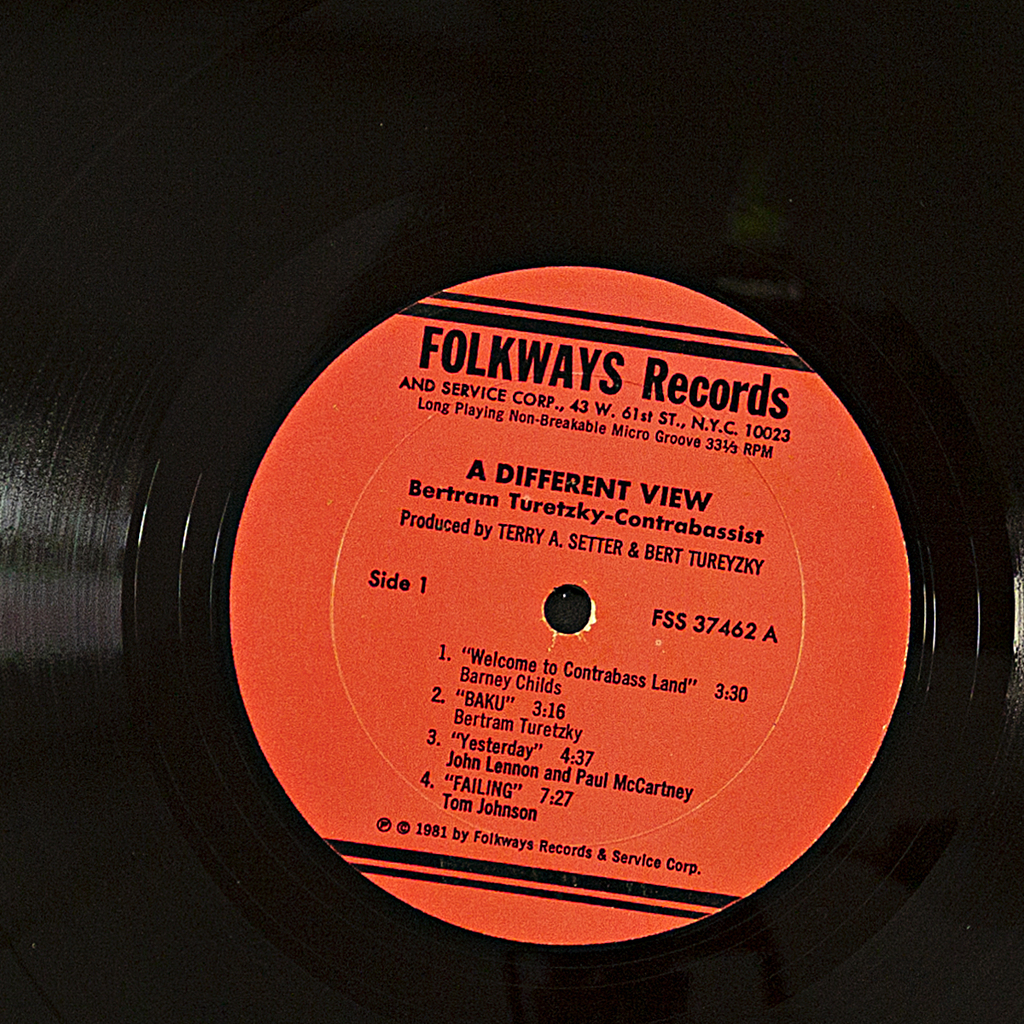 FOLKWAYS Records
AND SERVICE CORP., 43 W. 61st ST., N.Y.C. 10023
Long Playing Non-Breakable Micro Groove 33⅓ RPM
A DIFFERENT VIEW
Bertram Turetzky-Contrabassist
Produced by TERRY A. SETTER & BERT TUREYZKY
Side 1
FSS 37462 A
1. “Welcome to Contrabass Land” 3:30
Barney Childs
2. “BAKU” 3:16
Bertram Turetzky
3. “Yesterday” 4:37
John Lennon and Paul McCartney
4. “FAILING” 7:27
Tom Johnson
℗ © 1981 by Folkways Records & Service Corp.